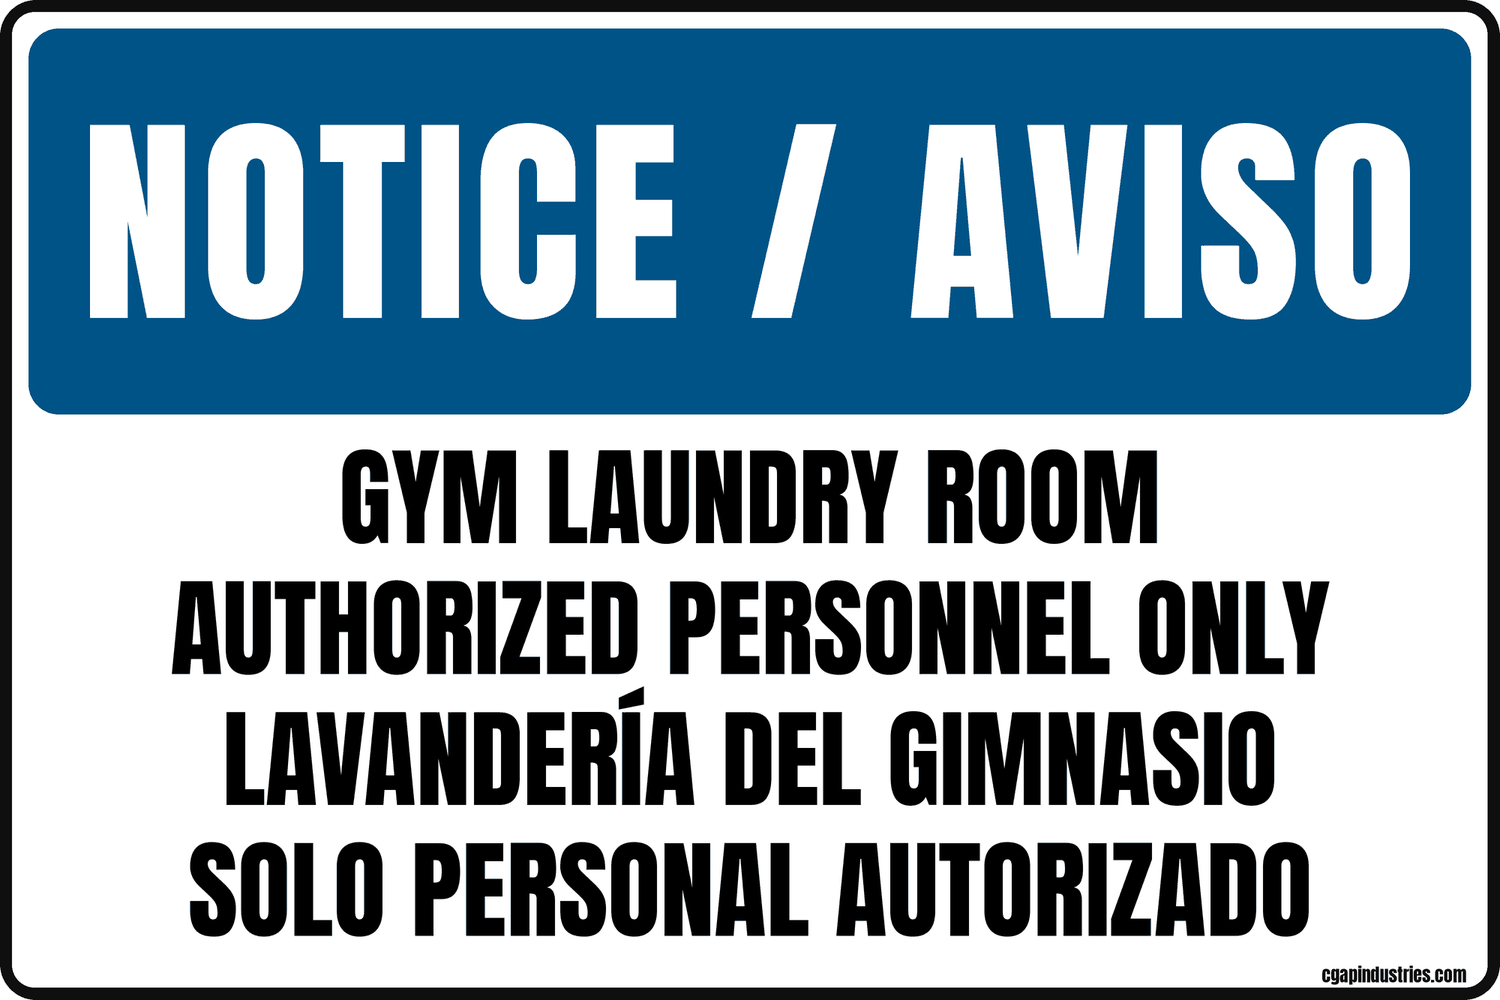 NOTICE / AVISO
GYM LAUNDRY ROOM
AUTHORIZED PERSONNEL ONLY
LAVANDERÍA DEL GIMNASIO
SOLO PERSONAL AUTORIZADO
cgapindustries.com